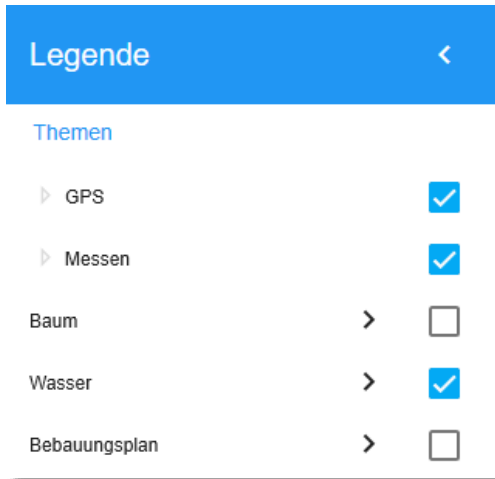 Legende
Themen
GPS
Messen
Baum
Wasser
Bebauungsplan